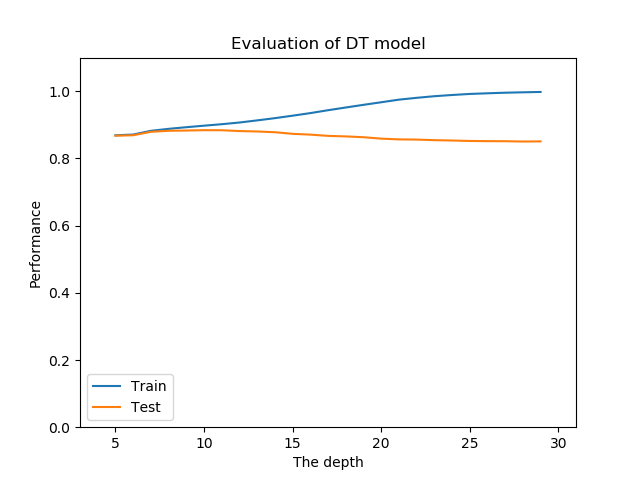 Evaluation of DT model
1.0
0.8
0.6
0.4
0.2
0.0
Performance
Train
Test
5 10 15 20 25 30
The depth